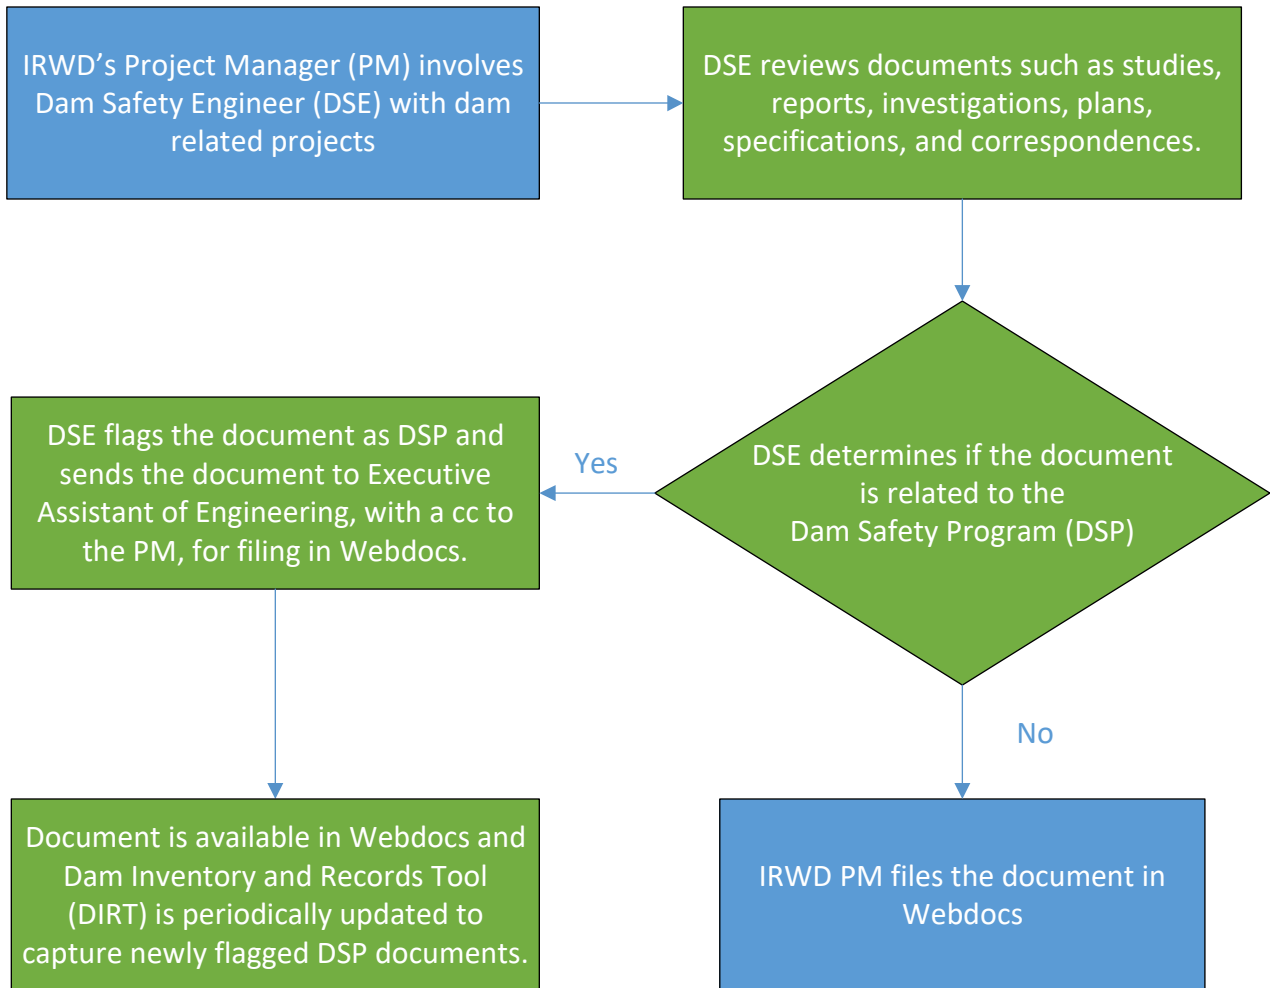 IRWD’s Project Manager (PM) involves
Dam Safety Engineer (DSE) with dam
related projects
DSE reviews documents such as studies,
reports, investigations, plans,
specifications, and correspondences.
DSE determines if the document
is related to the
Dam Safety Program (DSP)
Yes
DSE flags the document as DSP and
sends the document to Executive
Assistant of Engineering, with a cc to
the PM, for filing in Webdocs.
No
Document is available in Webdocs and
Dam Inventory and Records Tool
(DIRT) is periodically updated to
capture newly flagged DSP documents.
IRWD PM files the document in
Webdocs